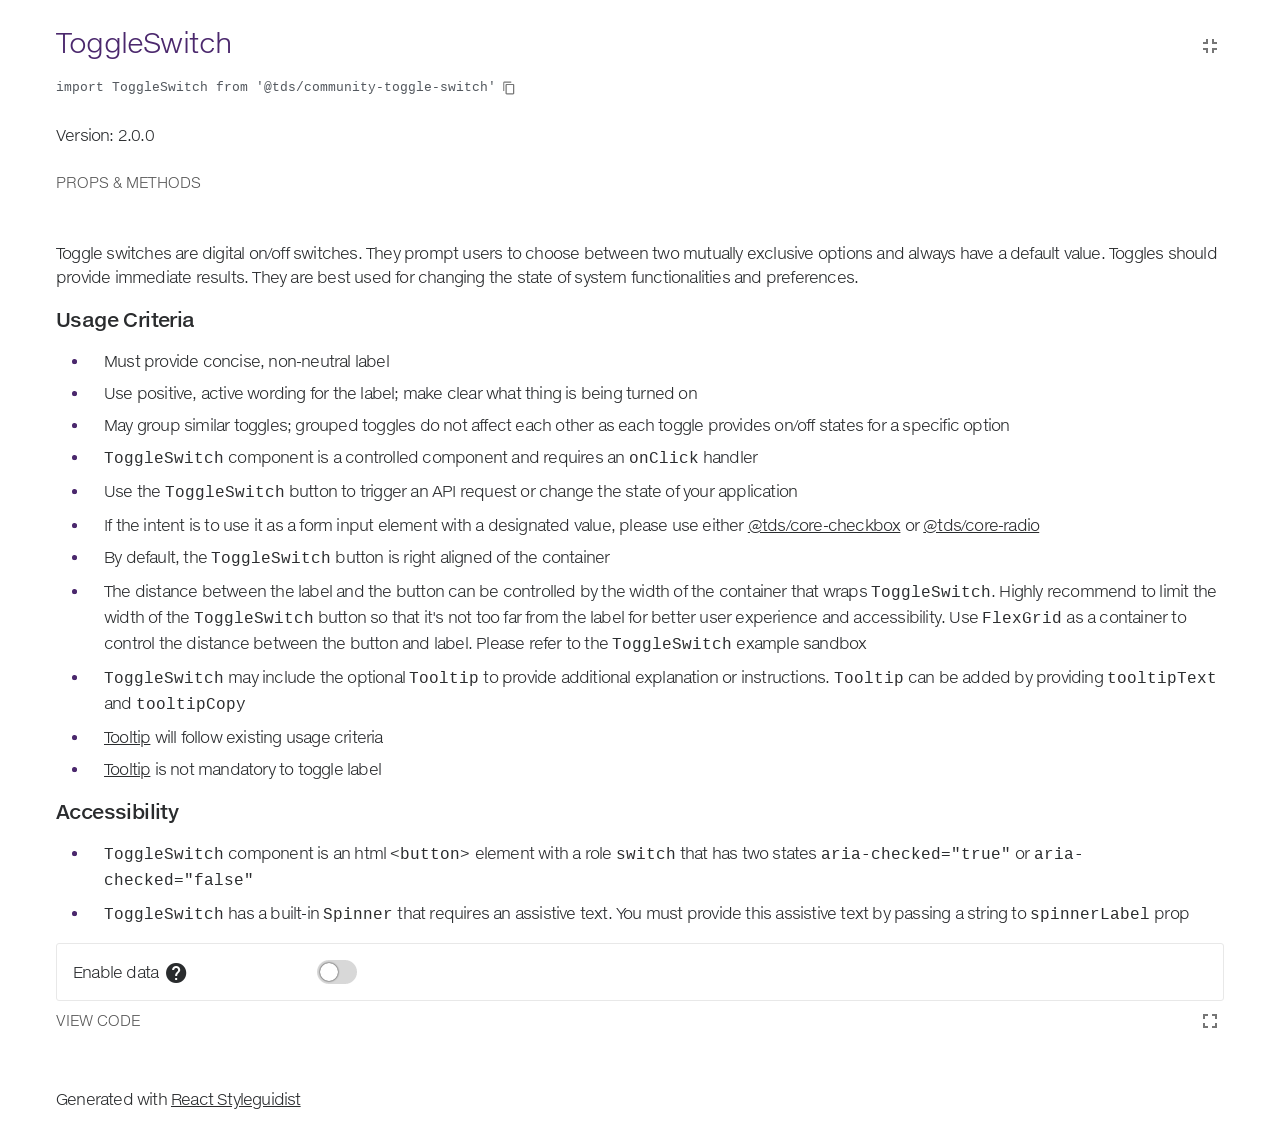 ToggleSwitch
import ToggleSwitch from '@tds/community-toggle-switch'
Version: 2.0.0
PROPS & METHODS
Toggle switches are digital on/off switches. They prompt users to choose between two mutually exclusive options and always have a default value. Toggles should
provide immediate results. They are best used for changing the state of system functionalities and preferences.
Usage Criteria
• Must provide concise, non-neutral label
• Use positive, active wording for the label; make clear what thing is being turned on
• May group similar toggles; grouped toggles do not affect each other as each toggle provides on/off states for a specific option
• ToggleSwitch component is a controlled component and requires an onClick handler
• Use the ToggleSwitch button to trigger an API request or change the state of your application
• If the intent is to use it as a form input element with a designated value, please use either @tds/core-checkbox or @tds/core-radio
• By default, the ToggleSwitch button is right aligned of the container
• The distance between the label and the button can be controlled by the width of the container that wraps ToggleSwitch. Highly recommend to limit the
width of the ToggleSwitch button so that it's not too far from the label for better user experience and accessibility. Use FlexGrid as a container to
control the distance between the button and label. Please refer to the ToggleSwitch example sandbox
• ToggleSwitch may include the optional Tooltip to provide additional explanation or instructions. Tooltip can be added by providing tooltipText
and tooltipCopy
• Tooltip will follow existing usage criteria
• Tooltip is not mandatory to toggle label
Accessibility
• ToggleSwitch component is an html <button> element with a role switch that has two states aria-checked="true" or aria-
checked="false"
• ToggleSwitch has a built-in Spinner that requires an assistive text. You must provide this assistive text by passing a string to spinnerLabel prop
Enable data ?
VIEW CODE
Generated with React Styleguidist